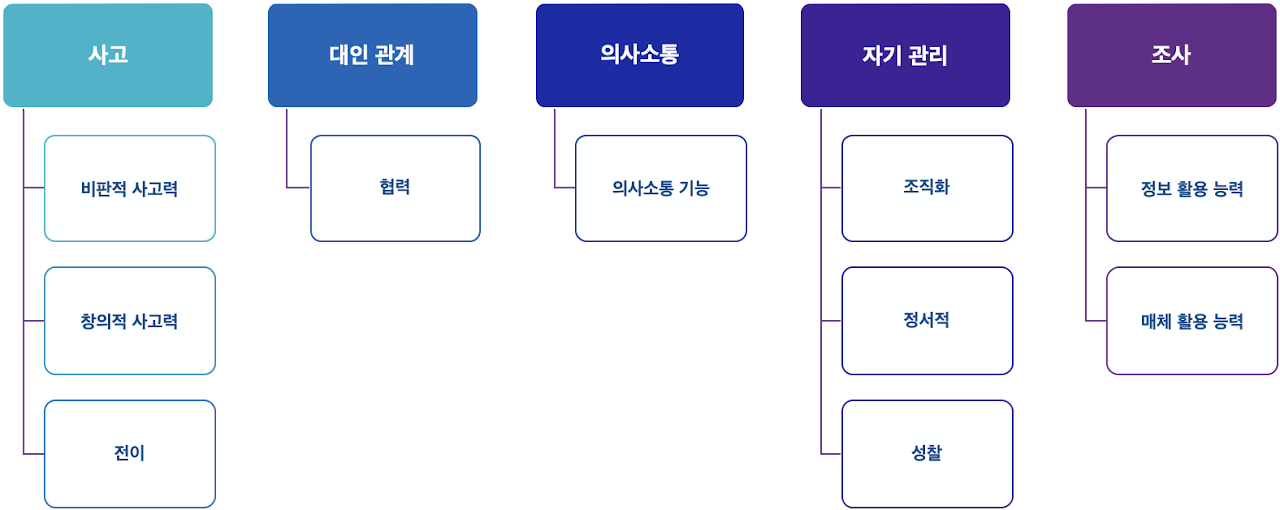 사고
비판적 사고력
창의적 사고력
전이
대인 관계
협력
의사소통
의사소통 기능
자기 관리
조직화
정서적
성찰
조사
정보 활용 능력
매체 활용 능력